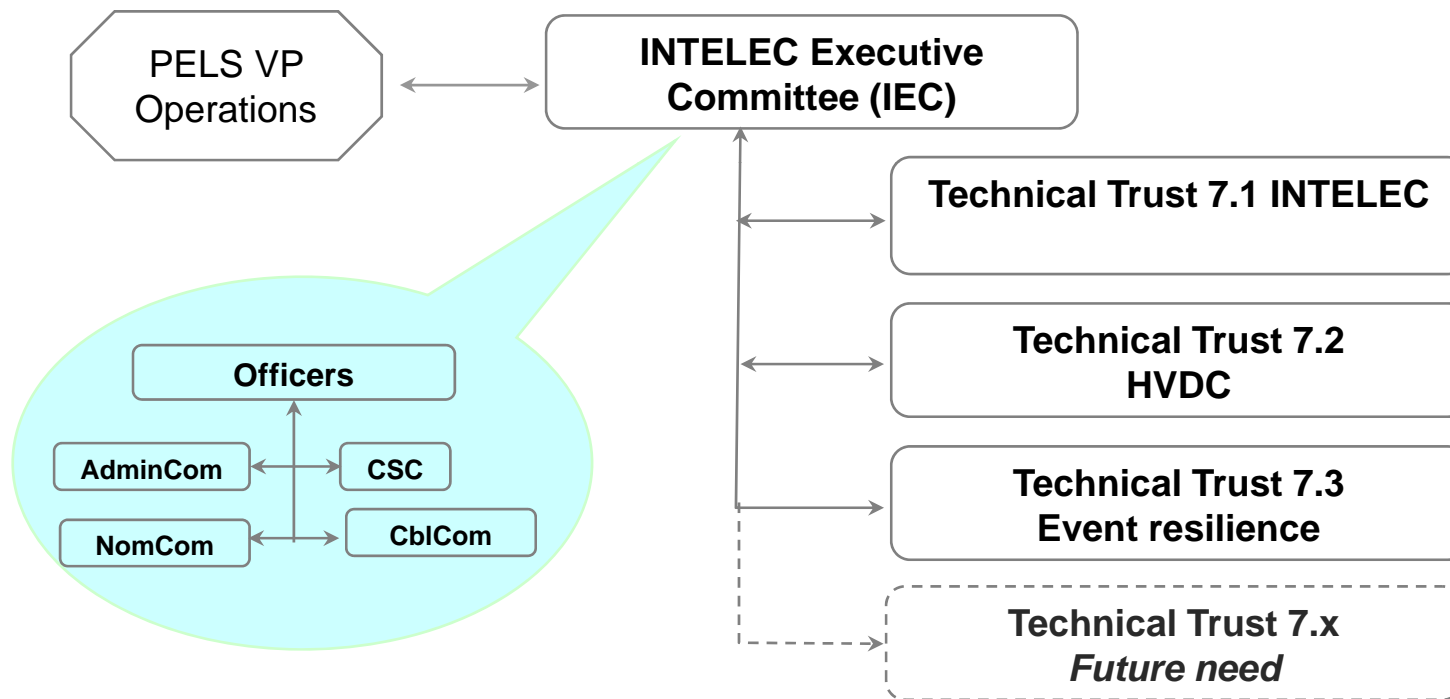 PELS VP
Operations
INTELEC Executive
Committee (IEC)
Technical Trust 7.1 INTELEC
Technical Trust 7.2
HVDC
Officers
AdminCom
CSC
NomCom
CblCom
Technical Trust 7.3
Event resilience
Technical Trust 7.x
Future need